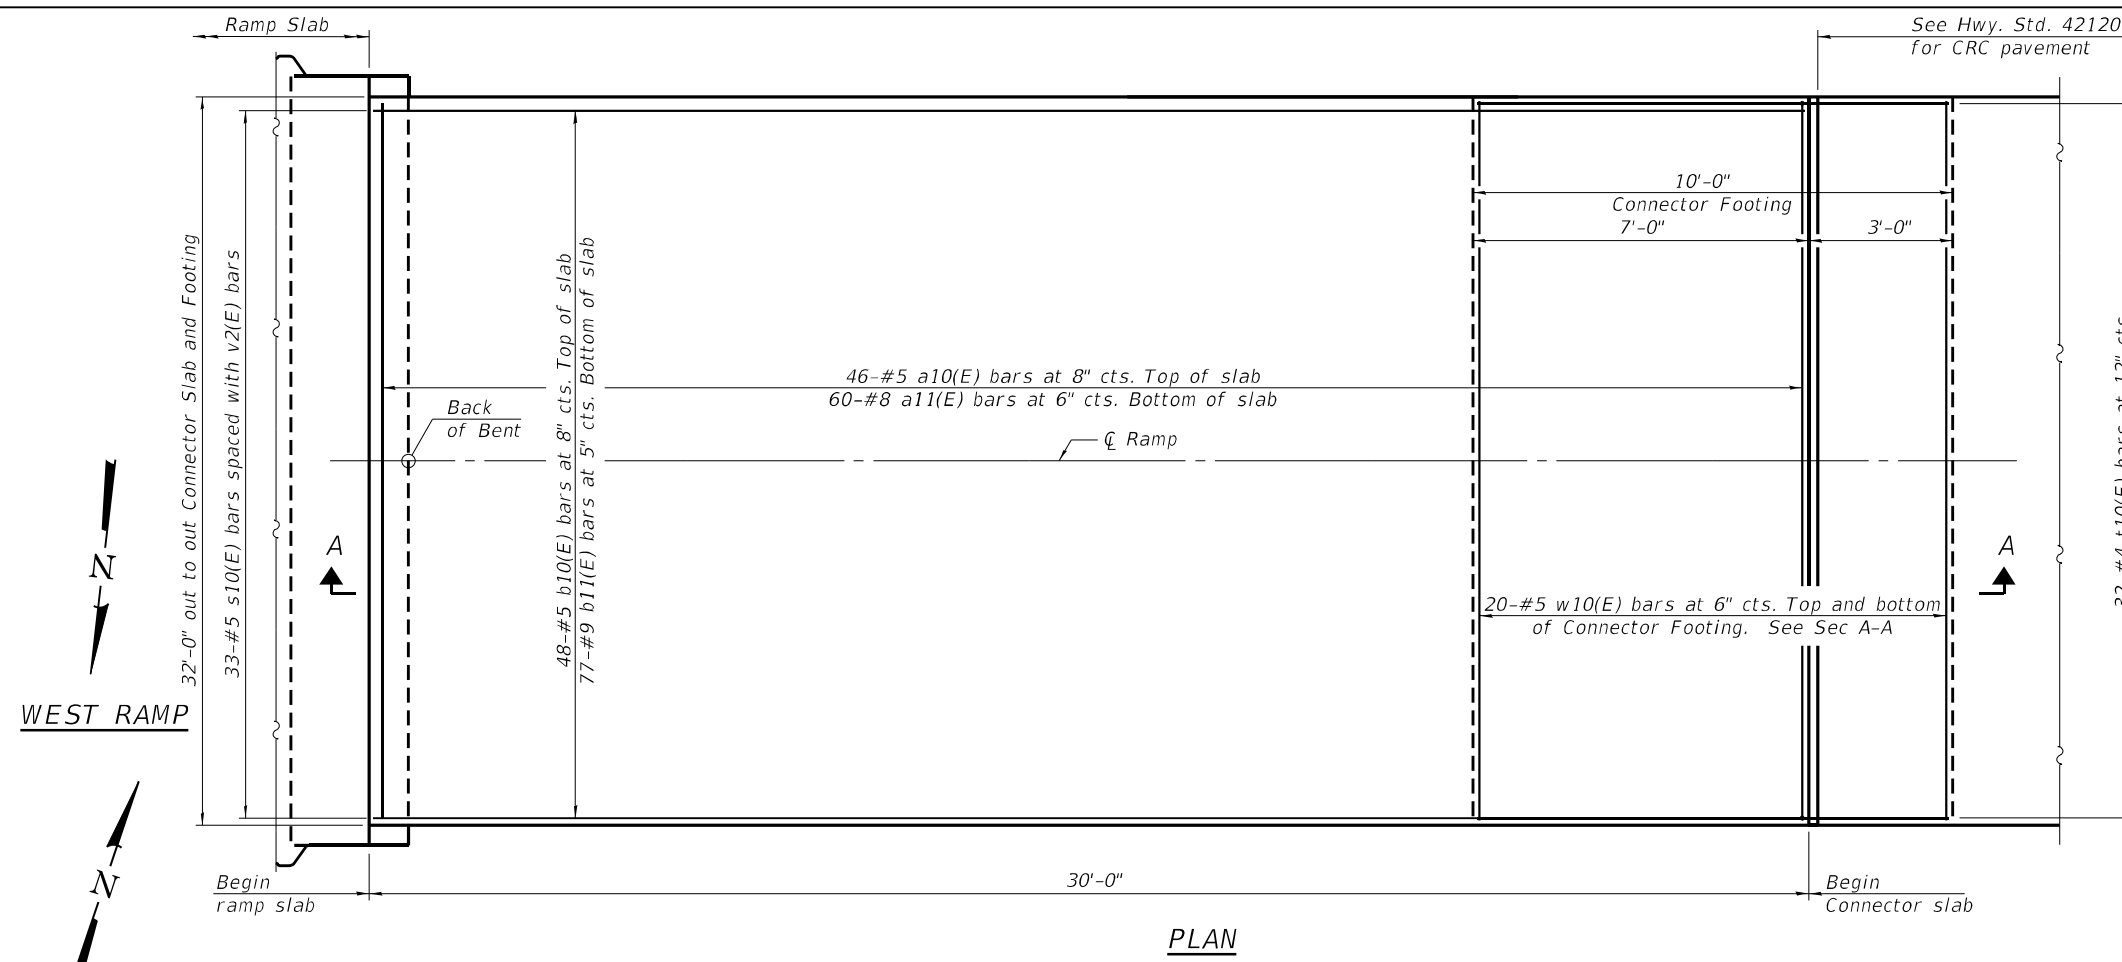 Ramp Slab
See Hwy. Std. 42120
for CRC pavement
10'-0"
Connector Footing
7'-0"
3'-0"
32'-0" out to out Connector Slab and Footing
33-#5 s10(E) bars spaced with v2(E) bars
48-#5 b10(E) bars at 8" cts. Top of slab
77-#9 b11(E) bars at 5" cts. Bottom of slab
46-#5 a10(E) bars at 8" cts. Top of slab
60-#8 a11(E) bars at 6" cts. Bottom of slab
Back
of Bent
℄ Ramp
A
A
N
20-#5 w10(E) bars at 6" cts. Top and bottom
of Connector Footing. See Sec A-A
WEST RAMP
N
Begin
ramp slab
30'-0"
Begin
Connector slab
PLAN